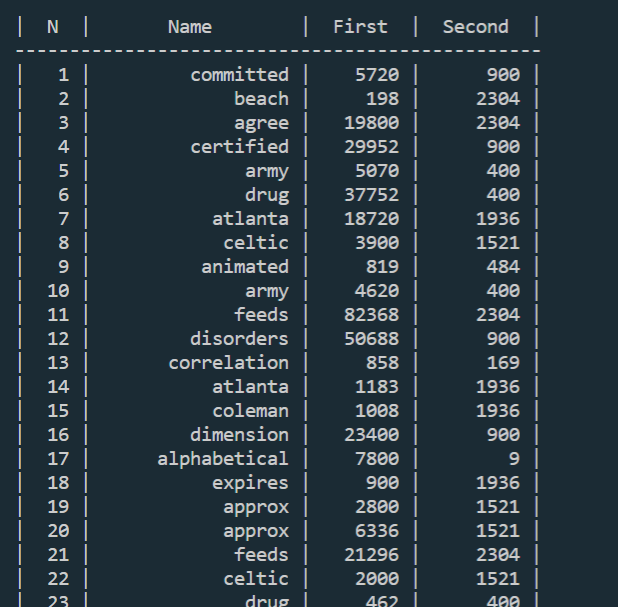 | N | Name | First | Second |
------------------------------------------------
| 1 | committed | 5720 | 900 |
| 2 | beach | 198 | 2304 |
| 3 | agree | 19800 | 2304 |
| 4 | certified | 29952 | 900 |
| 5 | army | 5070 | 400 |
| 6 | drug | 37752 | 400 |
| 7 | atlanta | 18720 | 1936 |
| 8 | celtic | 3900 | 1521 |
| 9 | animated | 819 | 484 |
| 10 | army | 4620 | 400 |
| 11 | feeds | 82368 | 2304 |
| 12 | disorders | 50688 | 900 |
| 13 | correlation | 858 | 169 |
| 14 | atlanta | 1183 | 1936 |
| 15 | coleman | 1008 | 1936 |
| 16 | dimension | 23400 | 900 |
| 17 | alphabetical | 7800 | 9 |
| 18 | expires | 900 | 1936 |
| 19 | approx | 2800 | 1521 |
| 20 | approx | 6336 | 1521 |
| 21 | feeds | 21296 | 2304 |
| 22 | celtic | 2000 | 1521 |
| 23 | drug | 462 | 400 |